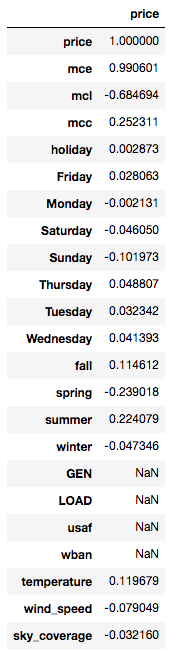 price
price 1.000000
mce 0.990601
mcl -0.684694
mcc 0.252311
holiday 0.002873
Friday 0.028063
Monday -0.002131
Saturday -0.046050
Sunday -0.101973
Thursday 0.048807
Tuesday 0.032342
Wednesday 0.041393
fall 0.114612
spring -0.239018
summer 0.224079
winter -0.047346
GEN NaN
LOAD NaN
usaf NaN
wban NaN
temperature 0.119679
wind_speed -0.079049
sky_coverage -0.032160